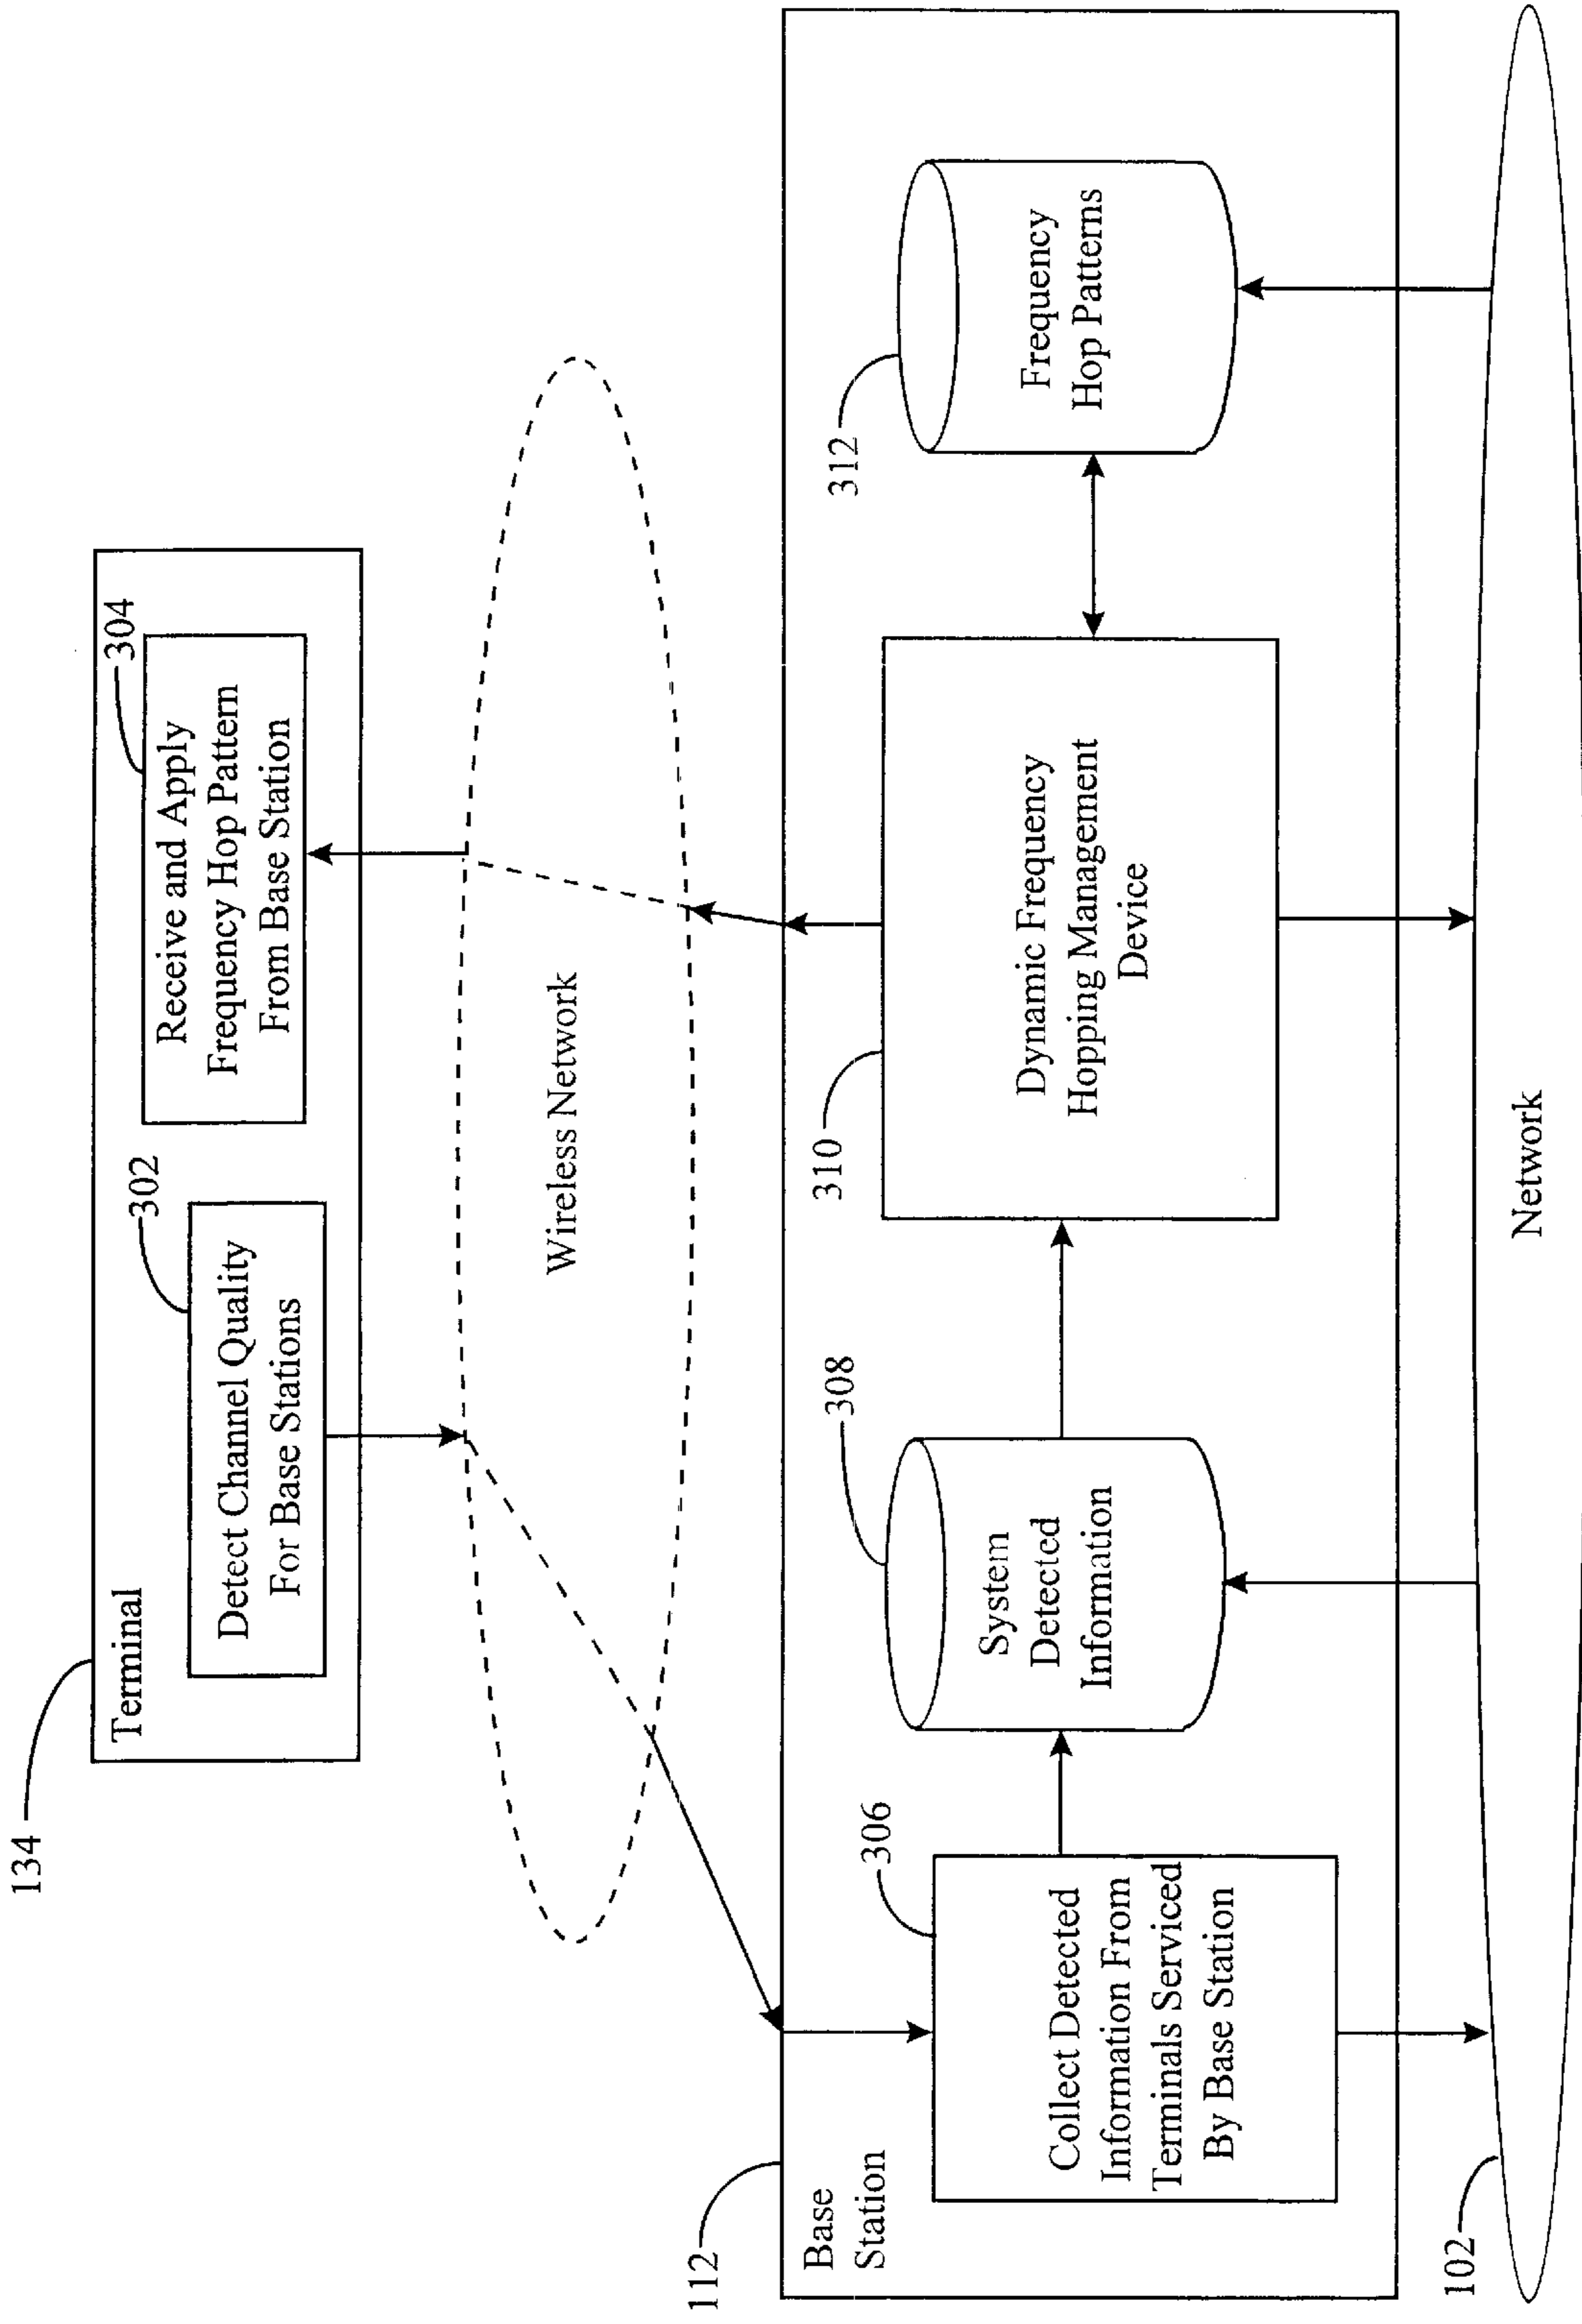 134
Terminal
302
Detect Channel Quality
For Base Stations
304
Receive and Apply
Frequency Hop Pattern
From Base Station
Wireless Network
112
Base
Station
306
Collect Detected
Information From
Terminals Serviced
By Base Station
308
System
Detected
Information
310
Dynamic Frequency
Hopping Management
Device
312
Frequency
Hop Patterns
102
Network